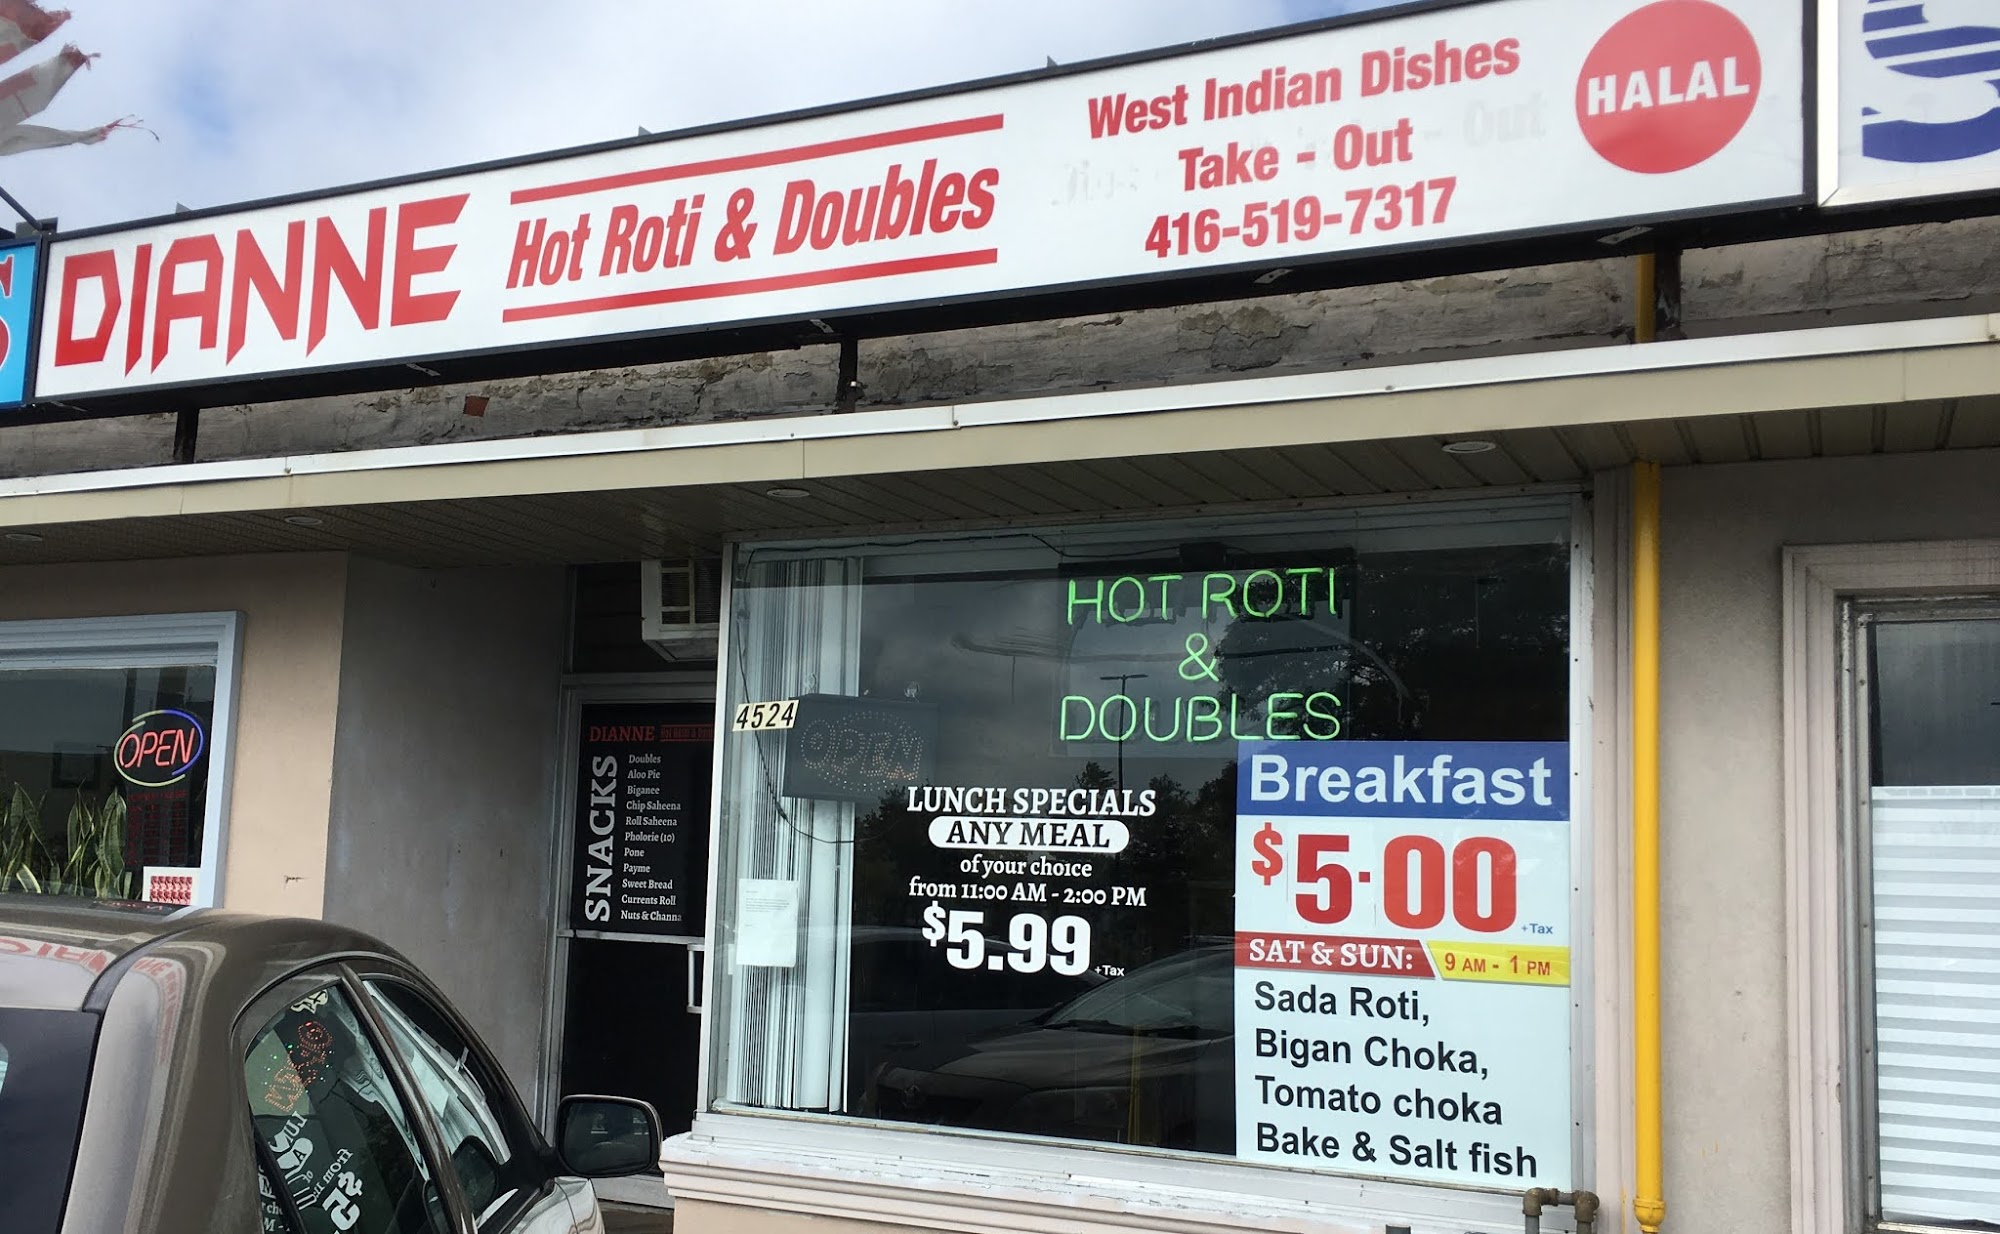 DIANNE
Hot Roti & Doubles
West Indian Dishes
Take - Out
416-519-7317
HALAL
OPEN
DIANNE
SNACKS
Doubles
Aloo Pie
Biganee
Chip Saheena
Roll Saheena
Pholorie (10)
Pone
Payme
Sweet Bread
Currents Roll
Nuts & Channa
4524
OPEN
HOT ROTI
&
DOUBLES
LUNCH SPECIALS
ANY MEAL
of your choice
from 11:00 AM - 2:00 PM
$5.99 +Tax
Breakfast
$5.00 +Tax
SAT & SUN: 9 AM - 1 PM
Sada Roti,
Bigan Choka,
Tomato choka
Bake & Salt fish